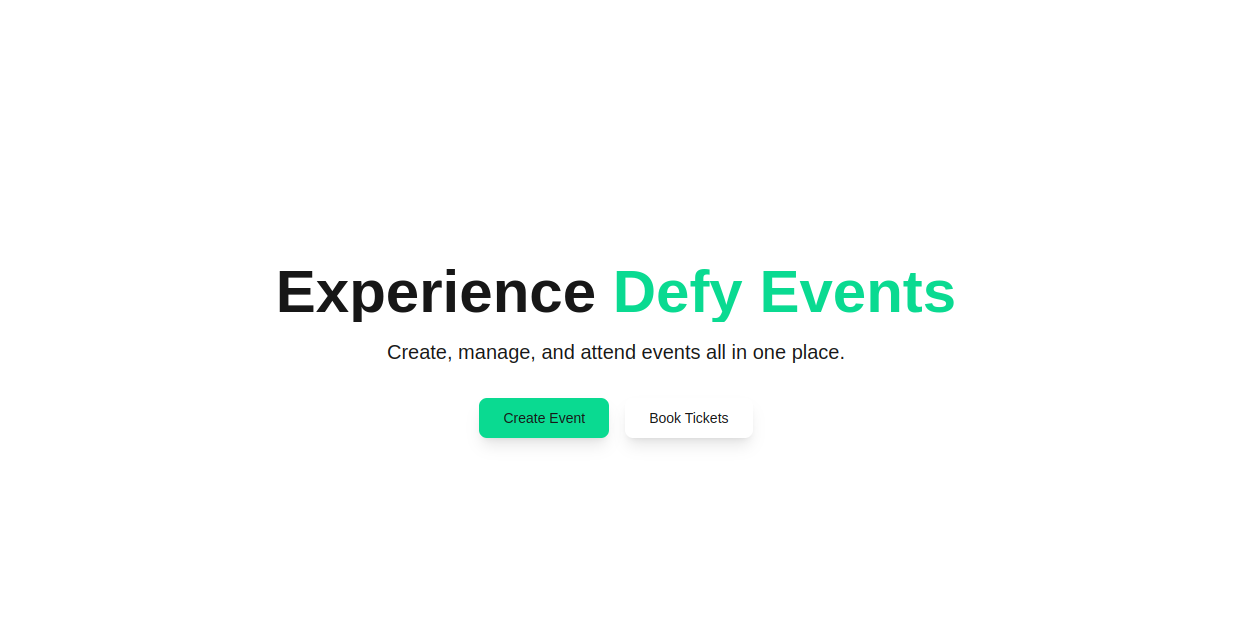 Experience Defy Events
Create, manage, and attend events all in one place.
Create Event
Book Tickets